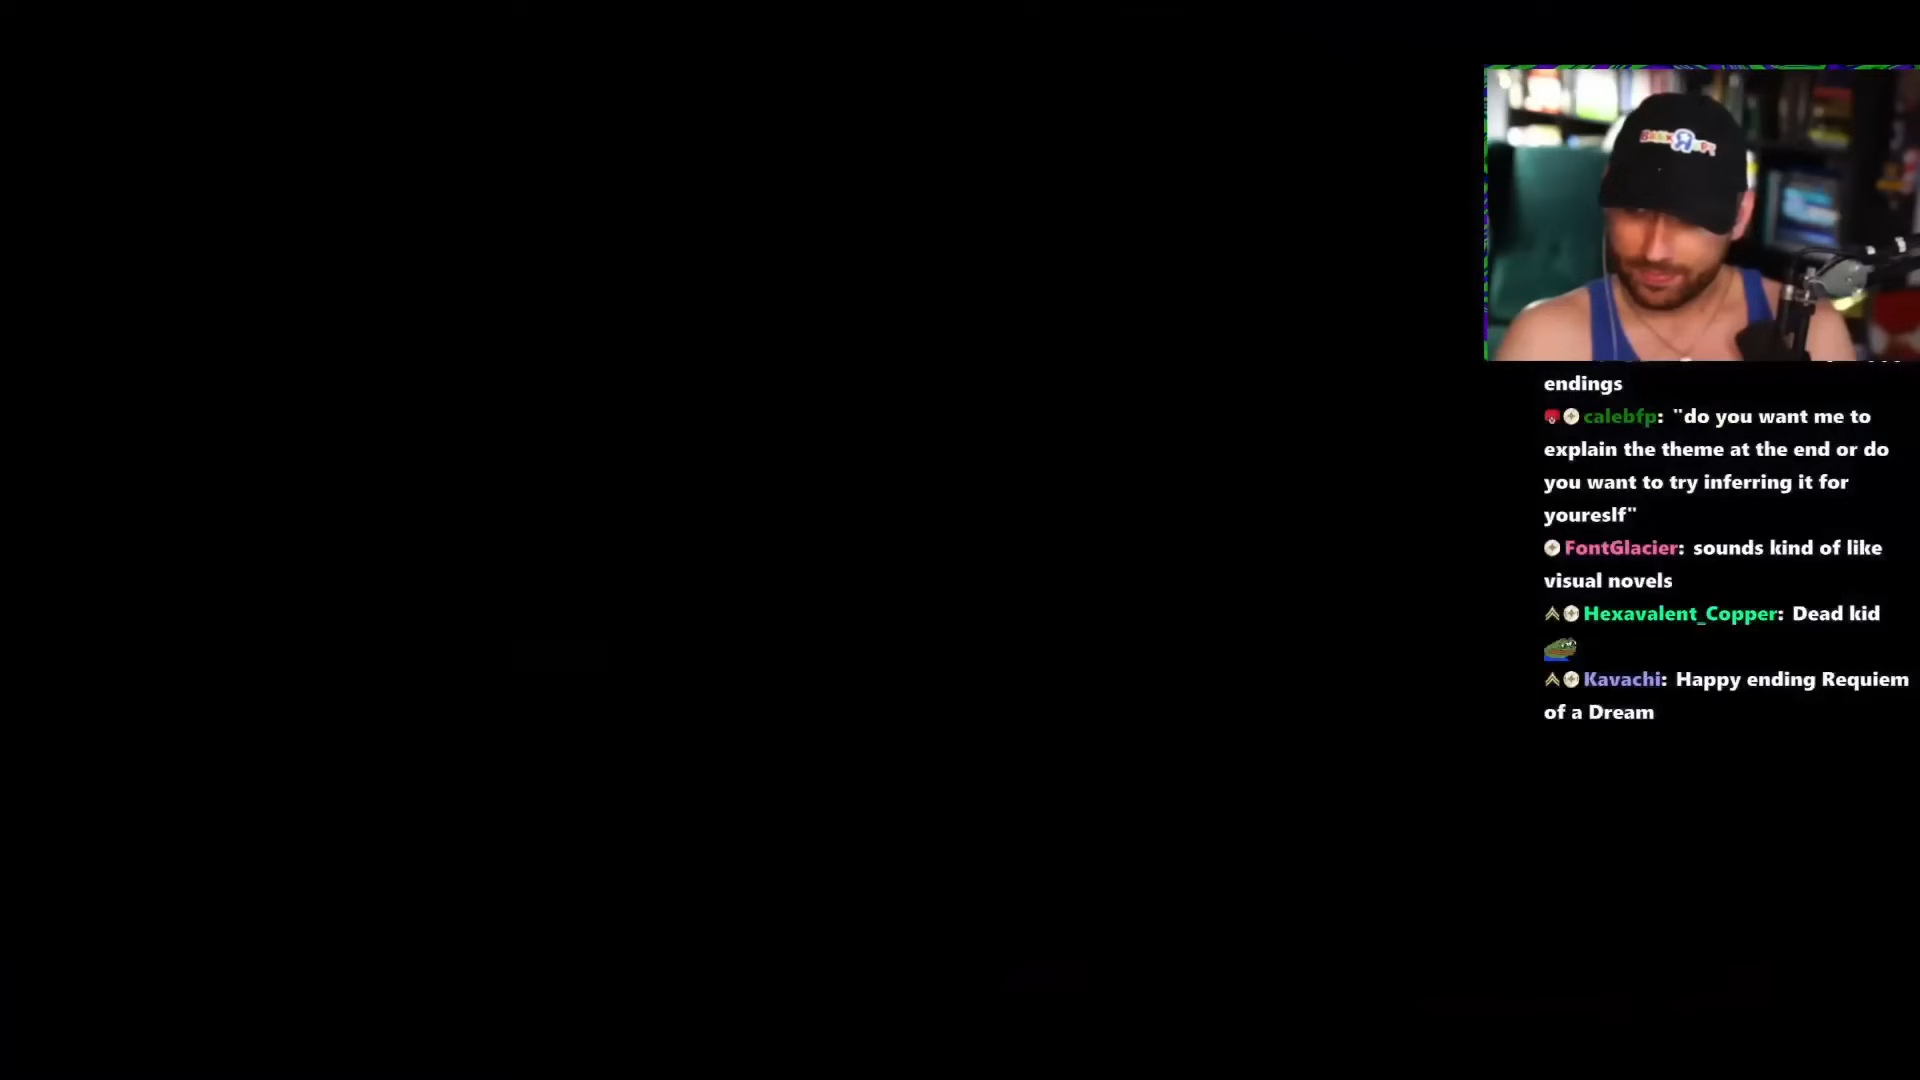 endings
calebfp: "do you want me to
explain the theme at the end or do
you want to try inferring it for
youreslf"
FontGlacier: sounds kind of like
visual novels
Hexavalent_Copper: Dead kid
Kavachi: Happy ending Requiem
of a Dream